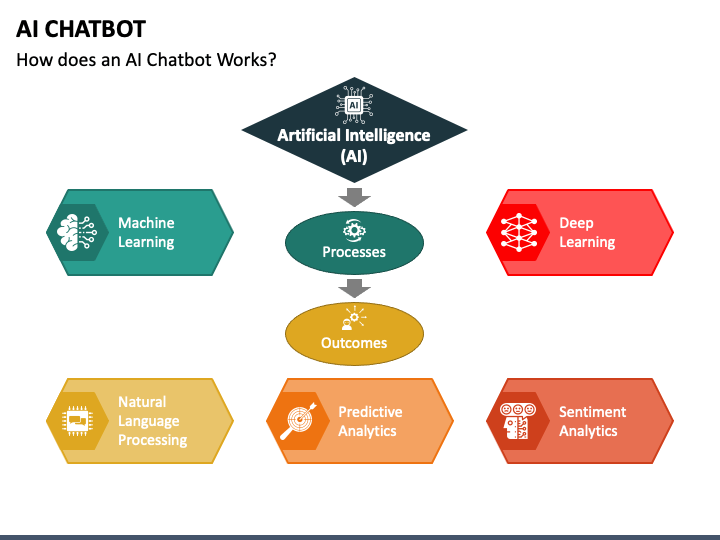 AI CHATBOT
How does an AI Chatbot Works?
AI
Artificial Intelligence
(AI)
Machine
Learning
Processes
Deep
Learning
Outcomes
Natural
Language
Processing
Predictive
Analytics
Sentiment
Analytics